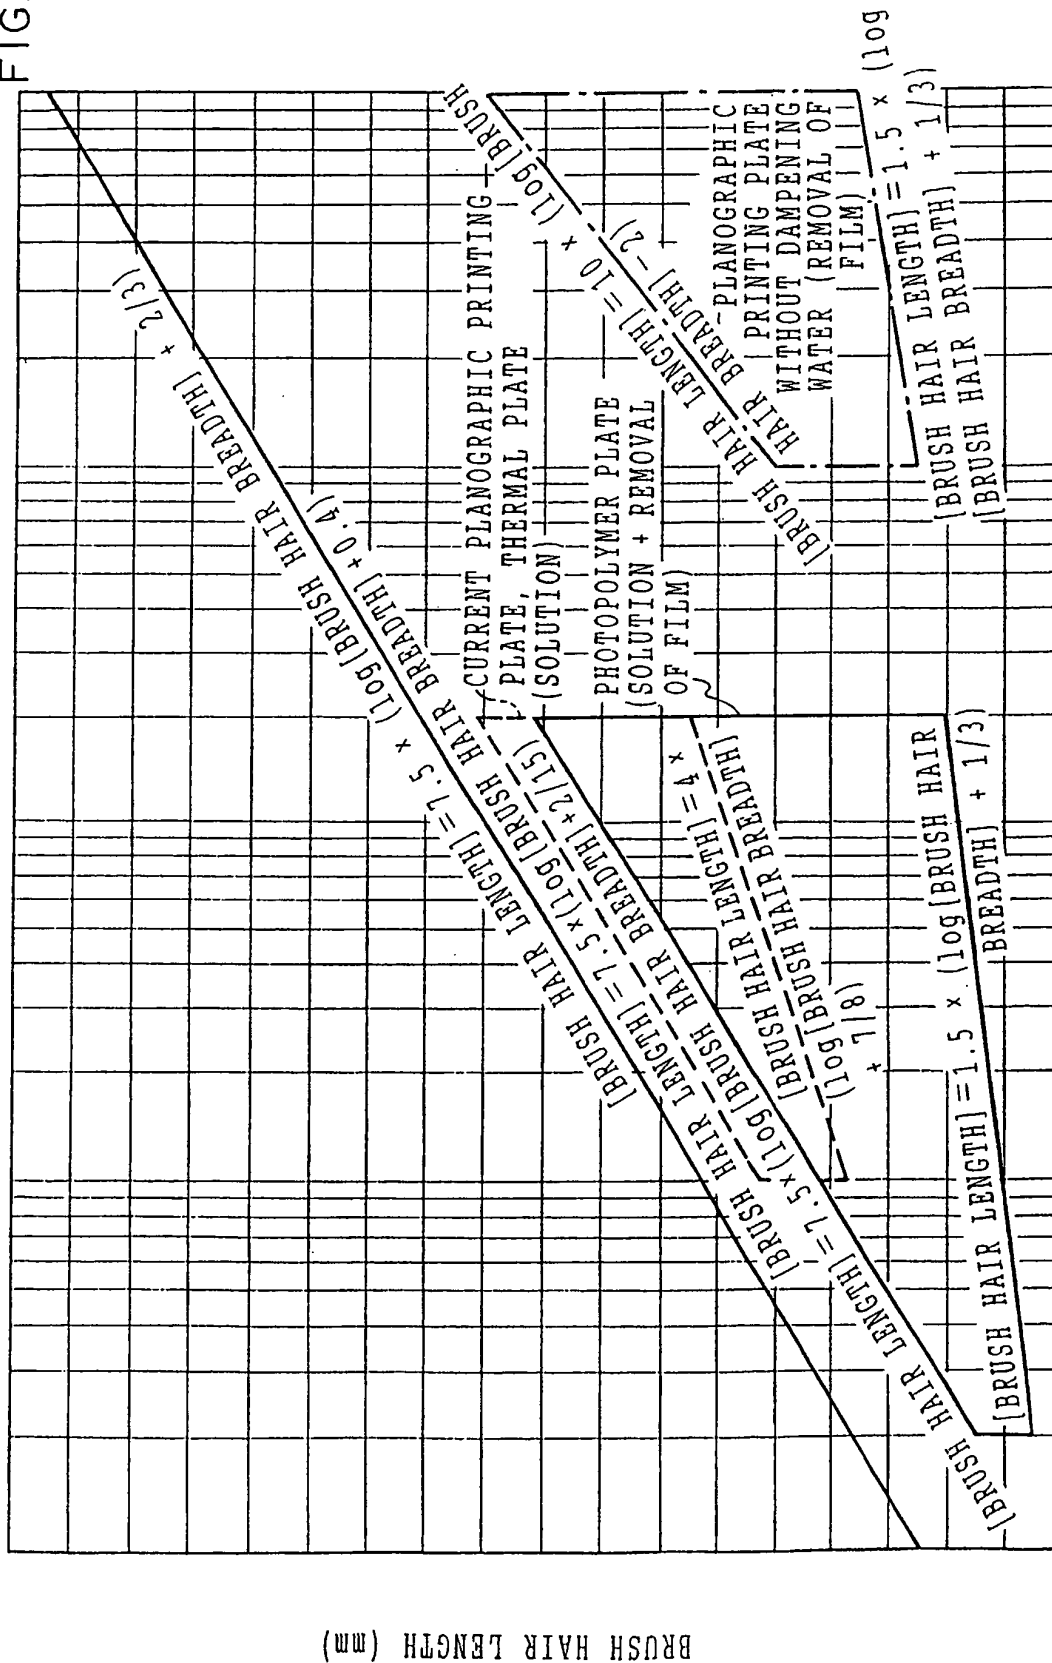 FIG.
[BRUSH HAIR LENGTH] = 7.5 × (log[BRUSH HAIR BREADTH] + 2/3)
[BRUSH HAIR LENGTH] = 7.5×(log[BRUSH HAIR BREADTH]+0.4)
[BRUSH HAIR LENGTH] = 7.5×(log[BRUSH HAIR BREADTH]+2/15)
CURRENT PLANOGRAPHIC PRINTING
PLATE, THERMAL PLATE
(SOLUTION)
PHOTOPOLYMER PLATE
(SOLUTION + REMOVAL
OF FILM)
[BRUSH HAIR LENGTH] = 4 ×
(log[BRUSH HAIR BREADTH]
+ 7/8)
[BRUSH HAIR LENGTH] = 1.5 × (log[BRUSH HAIR
BREADTH] + 1/3)
[BRUSH HAIR LENGTH] = 10 × (log[BRUSH
HAIR BREADTH] - 2)
PLANOGRAPHIC
PRINTING PLATE
WITHOUT DAMPENING
WATER (REMOVAL OF
FILM)
[BRUSH HAIR LENGTH] = 1.5 × (log
[BRUSH HAIR BREADTH] + 1/3)
BRUSH HAIR LENGTH (mm)